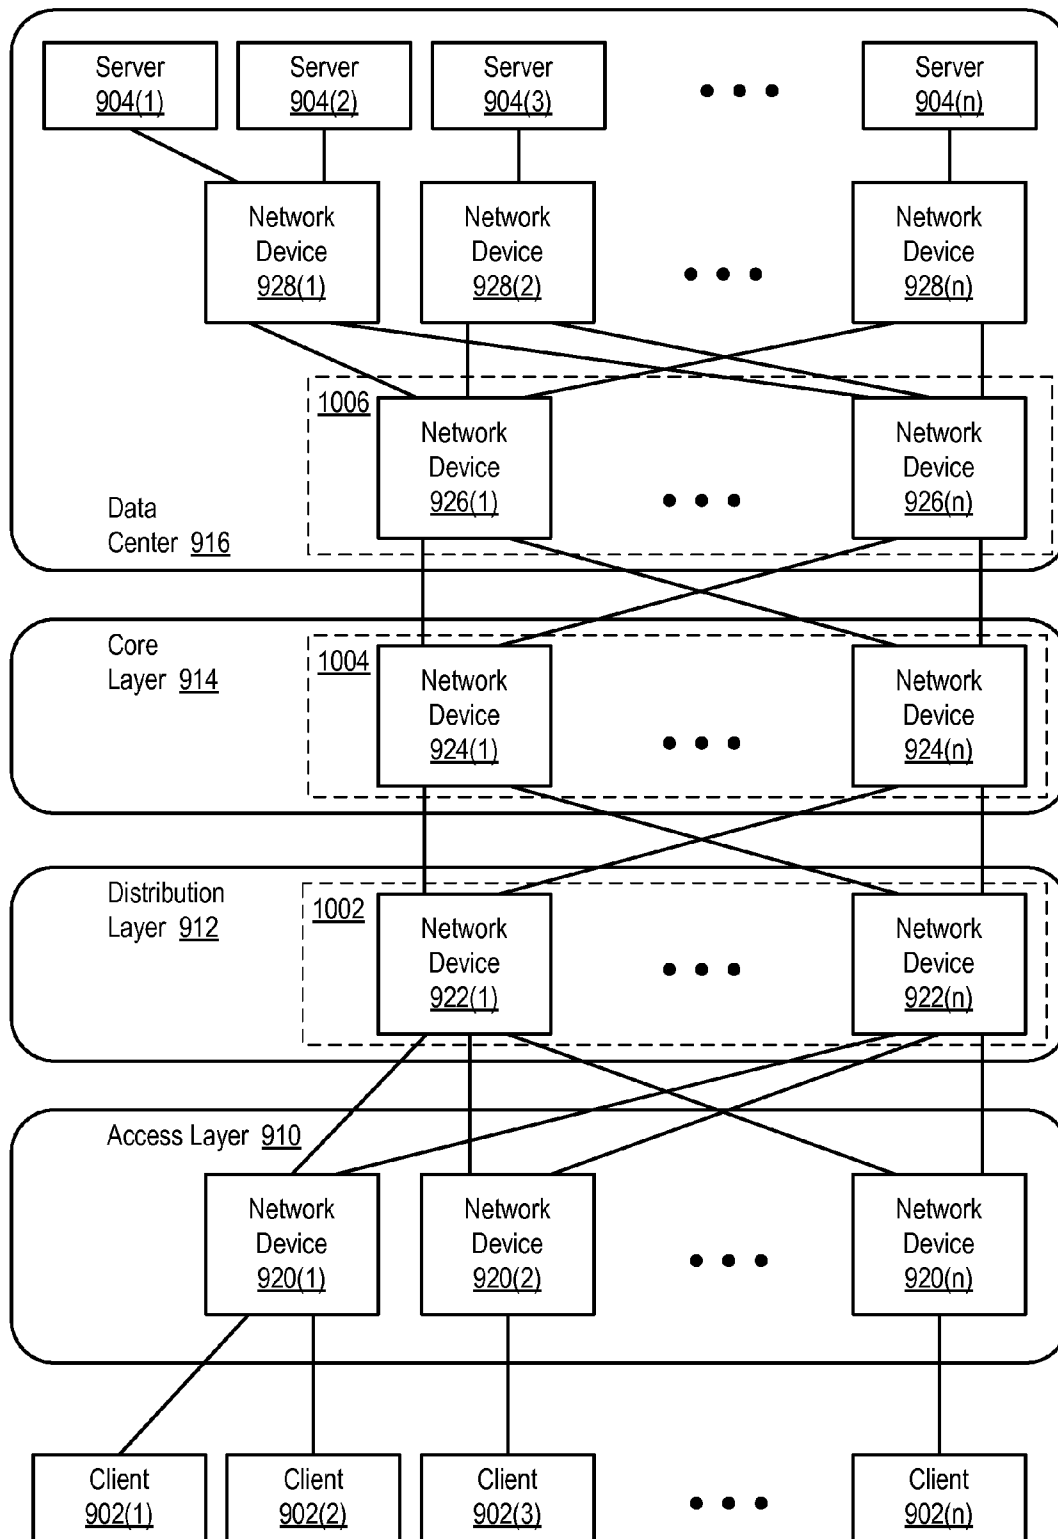 Server
904(1)
Server
904(2)
Server
904(3)
Server
904(n)
Network
Device
928(1)
Network
Device
928(2)
Network
Device
928(n)
1006
Network
Device
926(1)
Network
Device
926(n)
Data
Center 916
Core
Layer 914
1004
Network
Device
924(1)
Network
Device
924(n)
Distribution
Layer 912
1002
Network
Device
922(1)
Network
Device
922(n)
Access Layer 910
Network
Device
920(1)
Network
Device
920(2)
Network
Device
920(n)
Client
902(1)
Client
902(2)
Client
902(3)
Client
902(n)